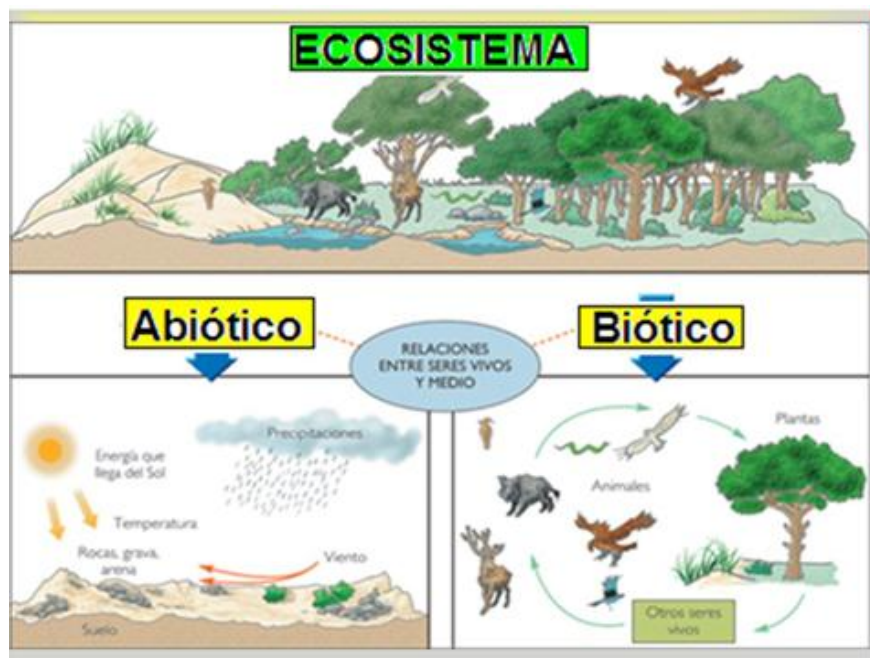 ECOSISTEMA
Abiótico
Biótico
RELACIONES
ENTRE SERES VIVOS
Y MEDIO
Energía que
llega del Sol
Precipitaciones
Temperatura
Rocas, grava,
arena
Viento
Suelo
Plantas
Animales
Otros seres
vivos